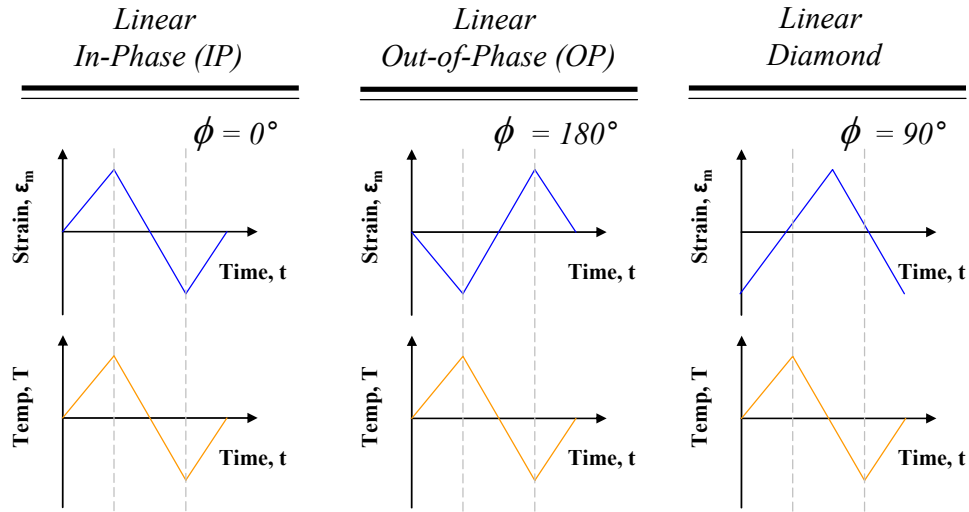 Linear
In-Phase (IP)
ϕ = 0°
Strain, εm
Time, t
Temp, T
Time, t
Linear
Out-of-Phase (OP)
ϕ = 180°
Strain, εm
Time, t
Temp, T
Time, t
Linear
Diamond
ϕ = 90°
Strain, εm
Time, t
Temp, T
Time, t